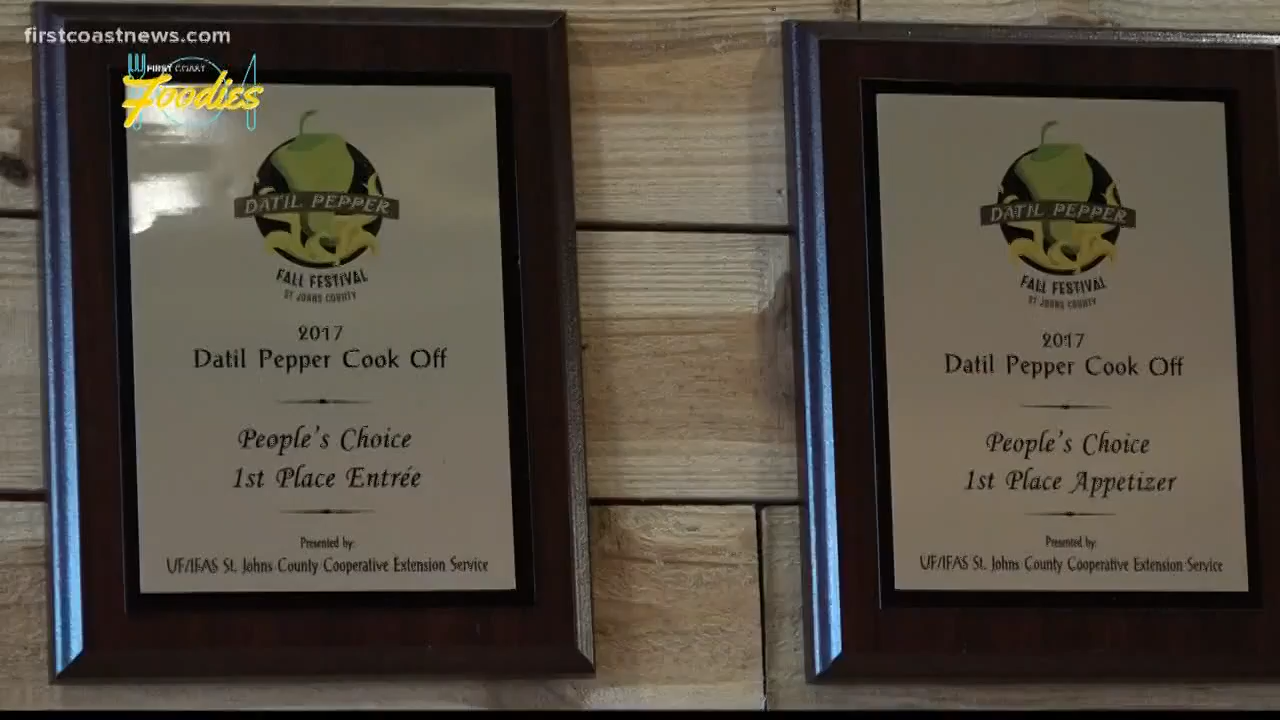 firstcoastnews.com
FIRST COAST
Foodies
DATIL PEPPER
FALL FESTIVAL
ST JOHNS COUNTY
2017
Datil Pepper Cook Off
People's Choice
1st Place Entrée
Presented by:
UF/IFAS St. Johns County Cooperative Extension Service
DATIL PEPPER
FALL FESTIVAL
ST JOHNS COUNTY
2017
Datil Pepper Cook Off
People's Choice
1st Place Appetizer
Presented by:
UF/IFAS St. Johns County Cooperative Extension Service